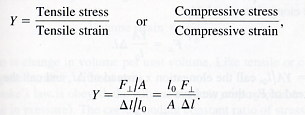 Y = Tensile stress / Tensile strain or Compressive stress / Compressive strain,
Y = F⊥/A / Δl/l₀ = l₀/A F⊥/Δl.